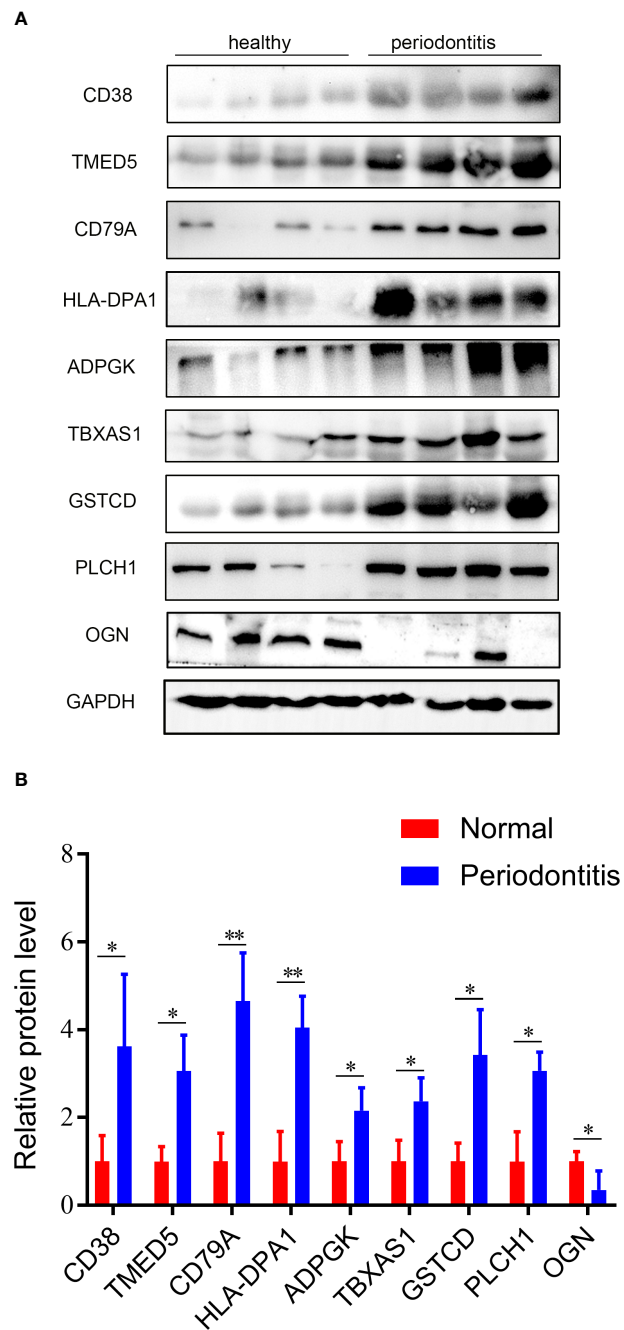 A
healthy periodontitis
CD38
TMED5
CD79A
HLA-DPA1
ADPGK
TBXAS1
GSTCD
PLCH1
OGN
GAPDH
B
Normal
Periodontitis
Relative protein level
8
6
4
2
0
* * ** ** * * * * *
CD38 TMED5 CD79A HLA-DPA1 ADPGK TBXAS1 GSTCD PLCH1 OGN